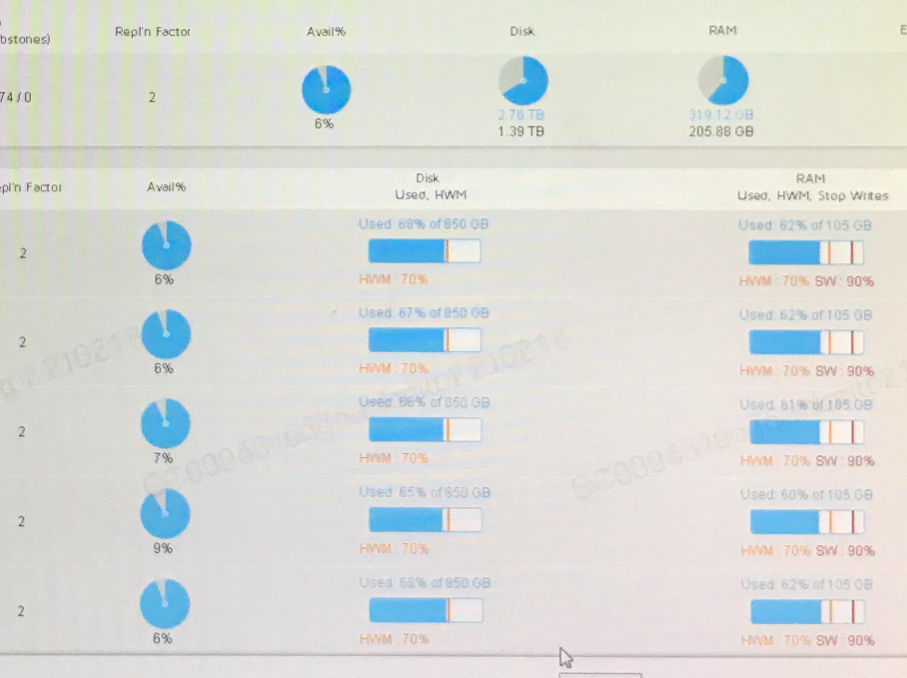 bstones) Repl'n Factor Avail% Disk RAM E
74 / 0 2 6% 2.76 TB 319.12 GB
1.39 TB 205.88 GB
epl'n Factor Avail% Disk RAM
Used, HWM Used, HWM, Stop Writes
2 6% Used: 68% of 850 GB Used: 62% of 105 GB
HWM : 70% HWM : 70% SW : 90%
2 6% Used: 67% of 850 GB Used: 62% of 105 GB
HWM : 70% HWM : 70% SW : 90%
2 7% Used: 66% of 850 GB Used: 61% of 105 GB
HWM : 70% HWM : 70% SW : 90%
2 9% Used: 65% of 850 GB Used: 60% of 105 GB
HWM : 70% HWM : 70% SW : 90%
2 6% Used: 68% of 850 GB Used: 62% of 105 GB
HWM : 70% HWM : 70% SW : 90%